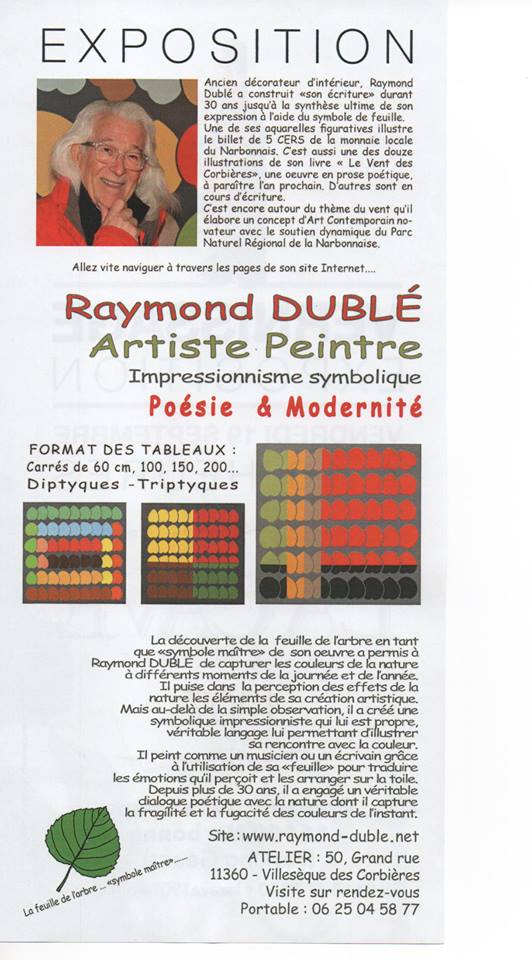 EXPOSITION
Ancien décorateur d'intérieur, Raymond
Dublé a construit «son écriture» durant
30 ans jusqu'à la synthèse ultime de son
expression à l'aide du symbole de feuille.
Une de ses aquarelles figuratives illustre
le billet de 5 CERS de la monnaie locale
du Narbonnais. C'est aussi une des douze
illustrations de son livre « Le Vent des
Corbières», une oeuvre en prose poétique,
à paraître l'an prochain. D'autres sont en
cours d'écriture.
C'est encore autour du thème du vent qu'il
élabore un concept d'Art Contemporain no-
vateur avec le soutien dynamique du Parc
Naturel Régional de la Narbonnaise.
Allez vite naviguer à travers les pages de son site Internet....
Raymond DUBLÉ
Artiste Peintre
Impressionnisme symbolique
Poésie & Modernité
FORMAT DES TABLEAUX :
Carrés de 60 cm, 100, 150, 200...
Diptyques -Triptyques
La découverte de la feuille de l'arbre en tant
que «symbole maître» de son oeuvre a permis à
Raymond DUBLÉ de capturer les couleurs de la nature
à différents moments de la journée et de l'année.
Il puise dans la perception des effets de la
nature les éléments de sa création artistique.
Mais au-delà de la simple observation, il a créé une
symbolique impressionniste qui lui est propre,
véritable langage lui permettant d'illustrer
sa rencontre avec la couleur.
Il peint comme un musicien ou un écrivain grâce
à l'utilisation de sa «feuille» pour traduire
les émotions qu'il perçoit et les arranger sur la toile.
Depuis plus de 30 ans, il a engagé un véritable
dialogue poétique avec la nature dont il capture
la fragilité et la fugacité des couleurs de l'instant.
Site:www.raymond-duble.net
ATELIER : 50, Grand rue
11360 - Villesèque des Corbières
Visite sur rendez-vous
Portable : 06 25 04 58 77
La feuille de l'arbre ... «symbole maître»......